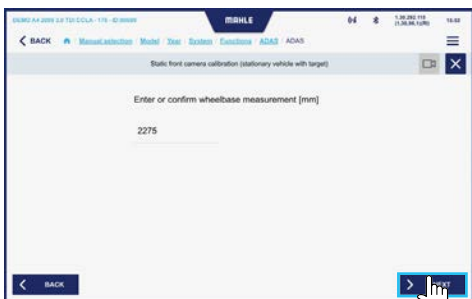 MAHLE
BACK Manual selection Model Year System Functions ADAS ADAS
Static front camera calibration (stationary vehicle with target)
Enter or confirm wheelbase measurement [mm]
2275
BACK